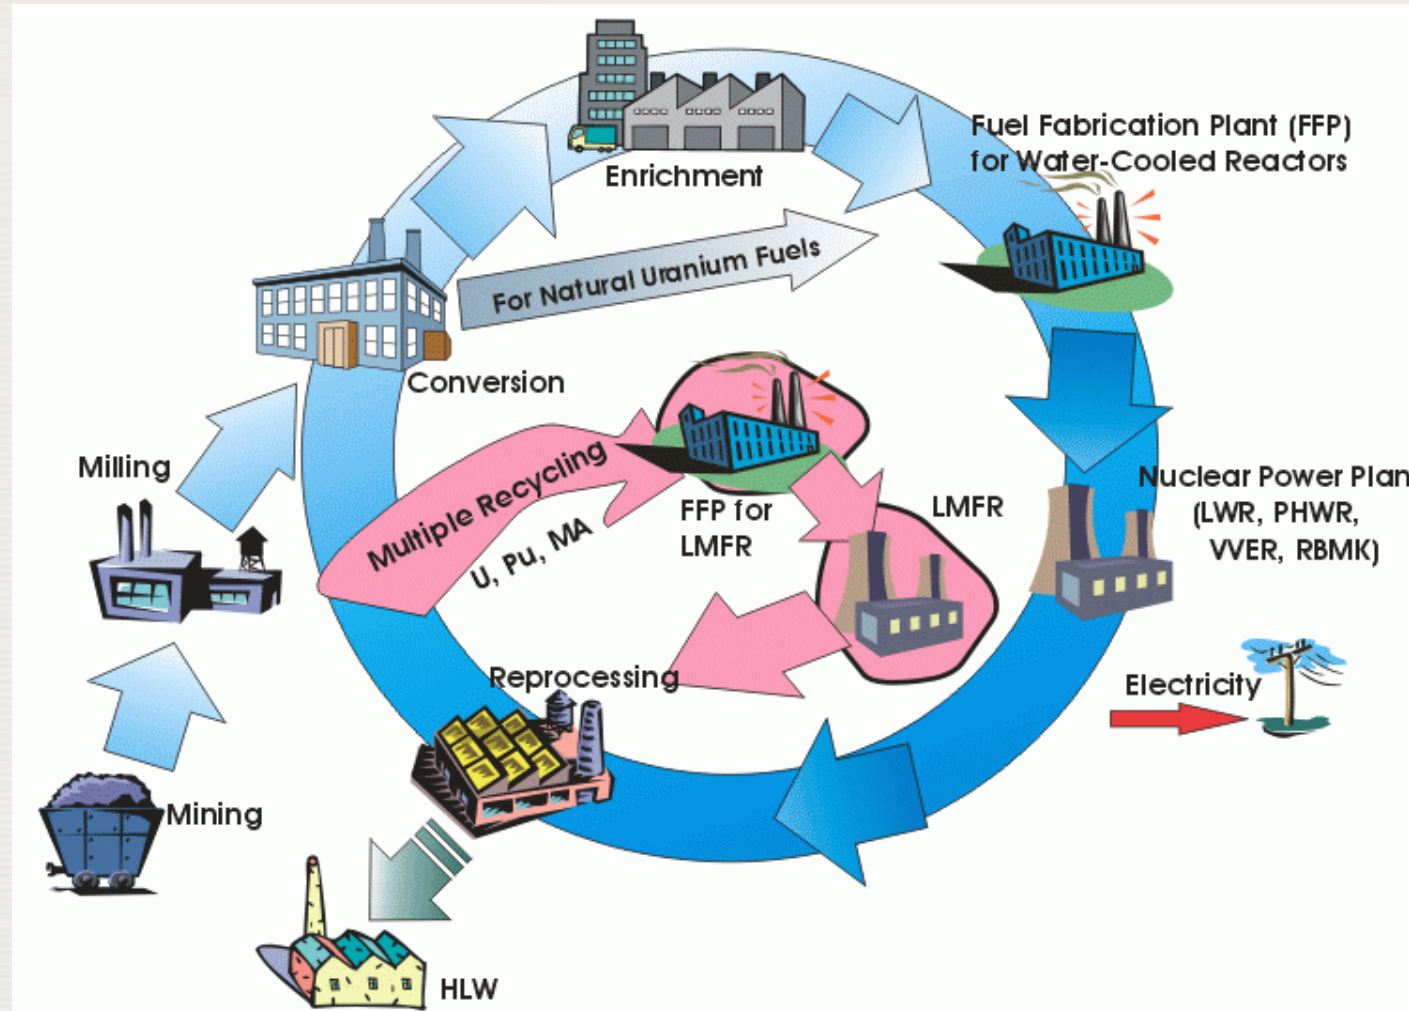 Enrichment
Fuel Fabrication Plant (FFP)
for Water-Cooled Reactors
For Natural Uranium Fuels
Conversion
Milling
Multiple Recycling
U, Pu, MA
FFP for
LMFR
LMFR
Nuclear Power Plan
(LWR, PHWR,
VVER, RBMK)
Reprocessing
Electricity
Mining
HLW